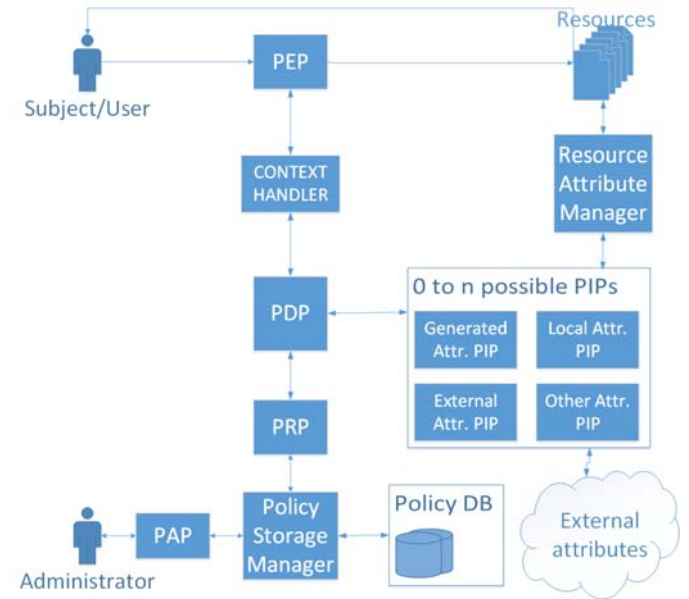 Resources
PEP
Subject/User
CONTEXT
HANDLER
Resource
Attribute
Manager
0 to n possible PIPs
PDP
Generated
Attr. PIP
Local Attr.
PIP
External
Attr. PIP
Other Attr.
PIP
PRP
Policy
Storage
Manager
Policy DB
PAP
External
attributes
Administrator